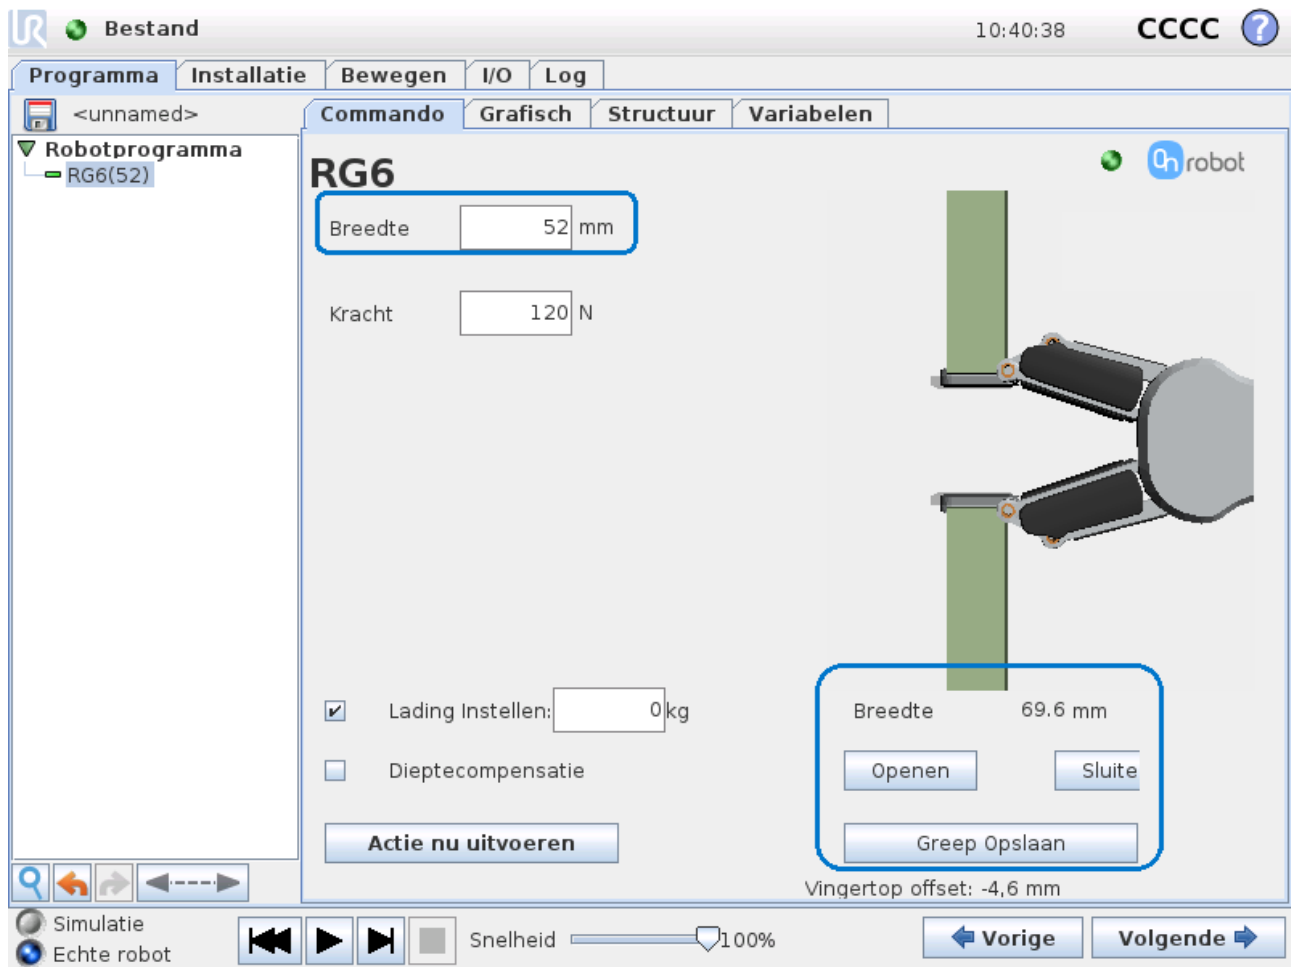 UR Bestand 10:40:38 CCCC ?
Programma Installatie Bewegen I/O Log
<unnamed> Commando Grafisch Structuur Variabelen
Robotprogramma
RG6(52)
RG6
On robot
Breedte 52 mm
Kracht 120 N
Lading Instellen: 0 kg
Dieptecompensatie
Actie nu uitvoeren
Breedte 69.6 mm
Openen Sluite
Greep Opslaan
Vingertop offset: -4,6 mm
Simulatie
Echte robot
Snelheid 100%
Vorige Volgende